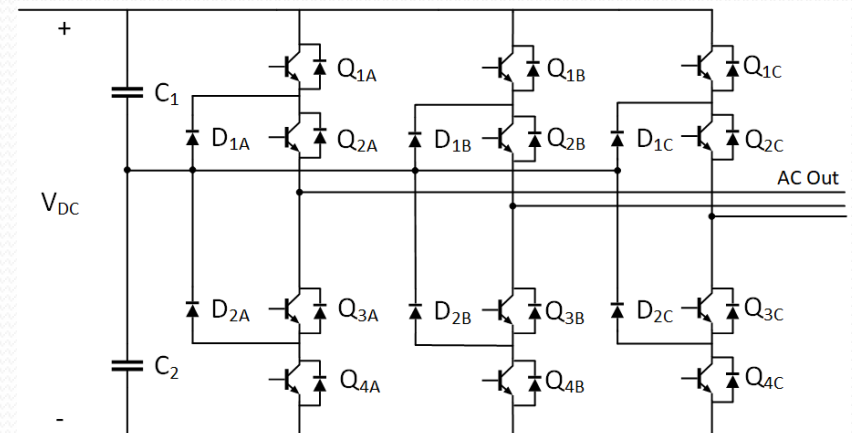 +
Q1A
Q1B
Q1C
C1
D1A
Q2A
D1B
Q2B
D1C
Q2C
AC Out
VDC
D2A
Q3A
D2B
Q3B
D2C
Q3C
C2
Q4A
Q4B
Q4C
-